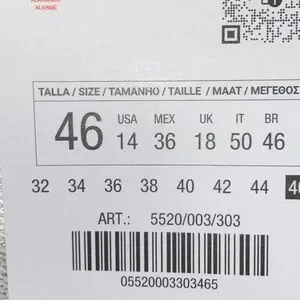 ALARME
TALLA / SIZE / TAMANHO / TAILLE / MAAT / ΜΕΓΕΘΟΣ
46
USA MEX UK IT BR
14 36 18 50 46
32 34 36 38 40 42 44
ART.: 5520/003/303
05520003303465